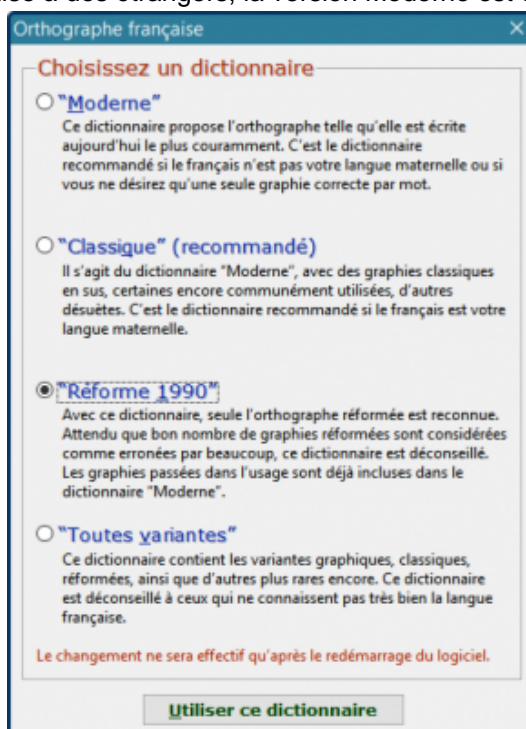 à des étrangers, la version moderne est
Orthographe française
Choisissez un dictionnaire
“Moderne”
Ce dictionnaire propose l’orthographe telle qu’elle est écrite
aujourd’hui le plus couramment. C’est le dictionnaire
recommandé si le français n’est pas votre langue maternelle ou si
vous ne désirez qu’une seule graphie correcte par mot.
“Classique” (recommandé)
Il s’agit du dictionnaire “Moderne”, avec des graphies classiques
en sus, certaines encore communément utilisées, d’autres
désuètes. C’est le dictionnaire recommandé si le français est votre
langue maternelle.
“Réforme 1990”
Avec ce dictionnaire, seule l’orthographe réformée est reconnue.
Attendu que bon nombre de graphies réformées sont considérées
comme erronées par beaucoup, ce dictionnaire est déconseillé.
Les graphies passées dans l’usage sont déjà incluses dans le
dictionnaire “Moderne”.
“Toutes variantes”
Ce dictionnaire contient les variantes graphiques, classiques,
réformées, ainsi que d’autres plus rares encore. Ce dictionnaire
est déconseillé à ceux qui ne connaissent pas très bien la langue
française.
Le changement ne sera effectif qu’après le redémarrage du logiciel.
Utiliser ce dictionnaire